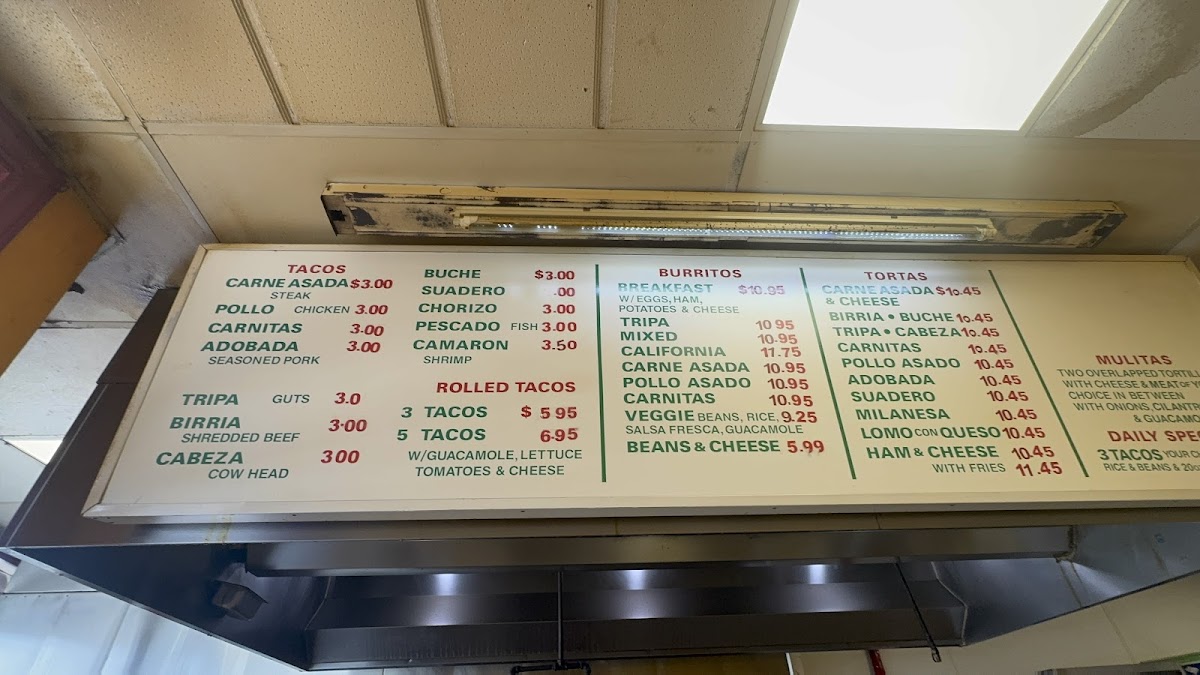 TACOS
CARNE ASADA $3.00
STEAK
POLLO CHICKEN 3.00
CARNITAS 3.00
ADOBADA 3.00
SEASONED PORK
TRIPA GUTS 3.0
BIRRIA 3.00
SHREDDED BEEF
CABEZA 3 00
COW HEAD
BUCHE $3.00
SUADERO .00
CHORIZO 3.00
PESCADO FISH 3.00
CAMARON 3.50
SHRIMP
ROLLED TACOS
3 TACOS $ 5 95
5 TACOS 6.95
W/GUACAMOLE, LETTUCE
TOMATOES & CHEESE
BURRITOS
BREAKFAST $10.95
W/ EGGS, HAM,
POTATOES & CHEESE
TRIPA 10 95
MIXED 10.95
CALIFORNIA 11.75
CARNE ASADA 10.95
POLLO ASADO 10.95
CARNITAS 10.95
VEGGIE BEANS, RICE, 9.25
SALSA FRESCA, GUACAMOLE
BEANS & CHEESE 5.99
TORTAS
CARNE ASADA $10.45
& CHEESE
BIRRIA • BUCHE 10.45
TRIPA • CABEZA 10.45
CARNITAS 10.45
POLLO ASADO 10.45
ADOBADA 10.45
SUADERO 10.45
MILANESA 10.45
LOMO CON QUESO 10.45
HAM & CHEESE 10.45
WITH FRIES 11.45
MULITAS
TWO OVERLAPPED TORTILL
WITH CHEESE & MEAT OF Y
CHOICE IN BETWEEN
WITH ONIONS, CILANTR
& GUACAMO
DAILY SPE
3 TACOS YOUR C
RICE & BEANS & 20o